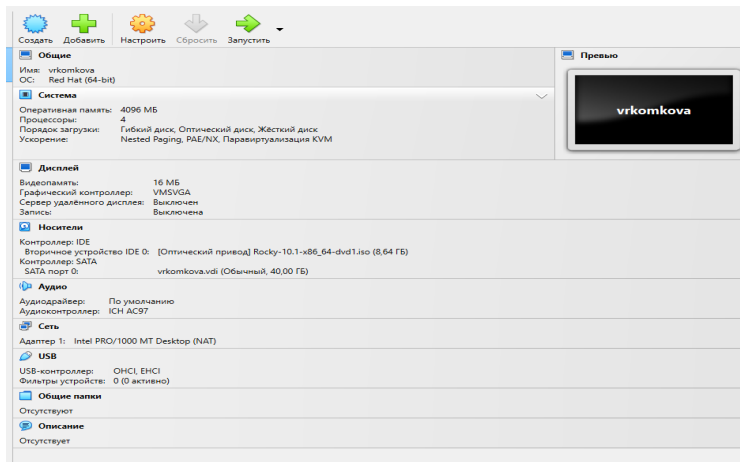 Создать Добавить Настроить Сбросить Запустить
Общие
Имя: vrkomkova
ОС: Red Hat (64-bit)
Превью
vrkomkova
Система
Оперативная память: 4096 МБ
Процессоры: 4
Порядок загрузки: Гибкий диск, Оптический диск, Жёсткий диск
Ускорение: Nested Paging, PAE/NX, Паравиртуализация KVM
Дисплей
Видеопамять: 16 МБ
Графический контроллер: VMSVGA
Сервер удалённого дисплея: Выключен
Запись: Выключена
Носители
Контроллер: IDE
Вторичное устройство IDE 0: [Оптический привод] Rocky-10.1-x86_64-dvd1.iso (8,64 ГБ)
Контроллер: SATA
SATA порт 0: vrkomkova.vdi (Обычный, 40,00 ГБ)
Аудио
Аудиодрайвер: По умолчанию
Аудиоконтроллер: ICH AC97
Сеть
Адаптер 1: Intel PRO/1000 MT Desktop (NAT)
USB
USB-контроллер: OHCI, EHCI
Фильтры устройств: 0 (0 активно)
Общие папки
Отсутствуют
Описание
Отсутствует